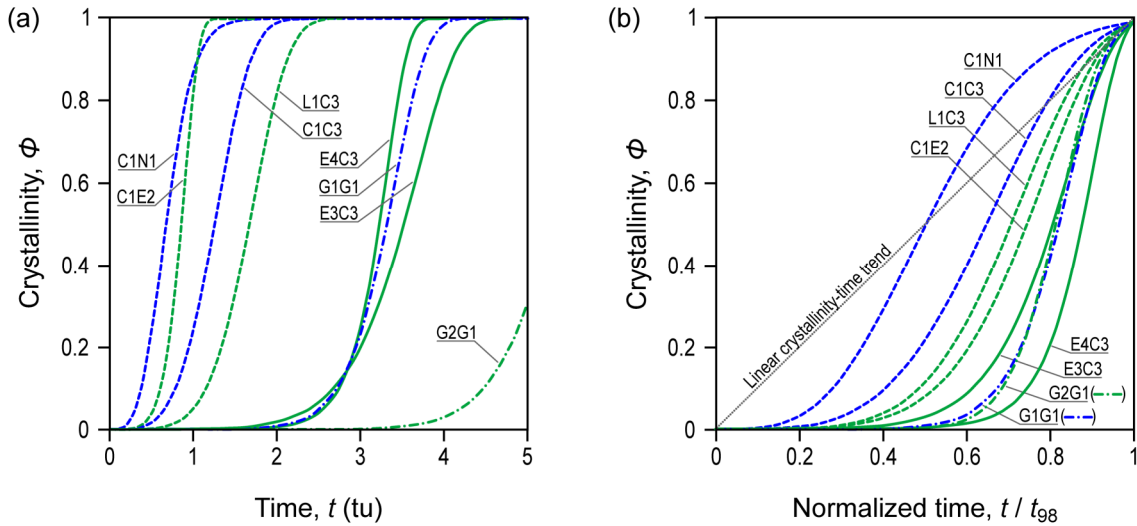 (a)
1
0.8
0.6
0.4
0.2
0
Crystallinity, Φ
C1N1
C1E2
L1C3
C1C3
E4C3
G1G1
E3C3
G2G1
0 1 2 3 4 5
Time, t (tu)
(b)
1
0.8
0.6
0.4
0.2
0
Crystallinity, Φ
C1N1
C1C3
L1C3
C1E2
Linear crystallinity-time trend
E4C3
E3C3
G2G1( )
G1G1( )
0 0.2 0.4 0.6 0.8 1
Normalized time, t / t98